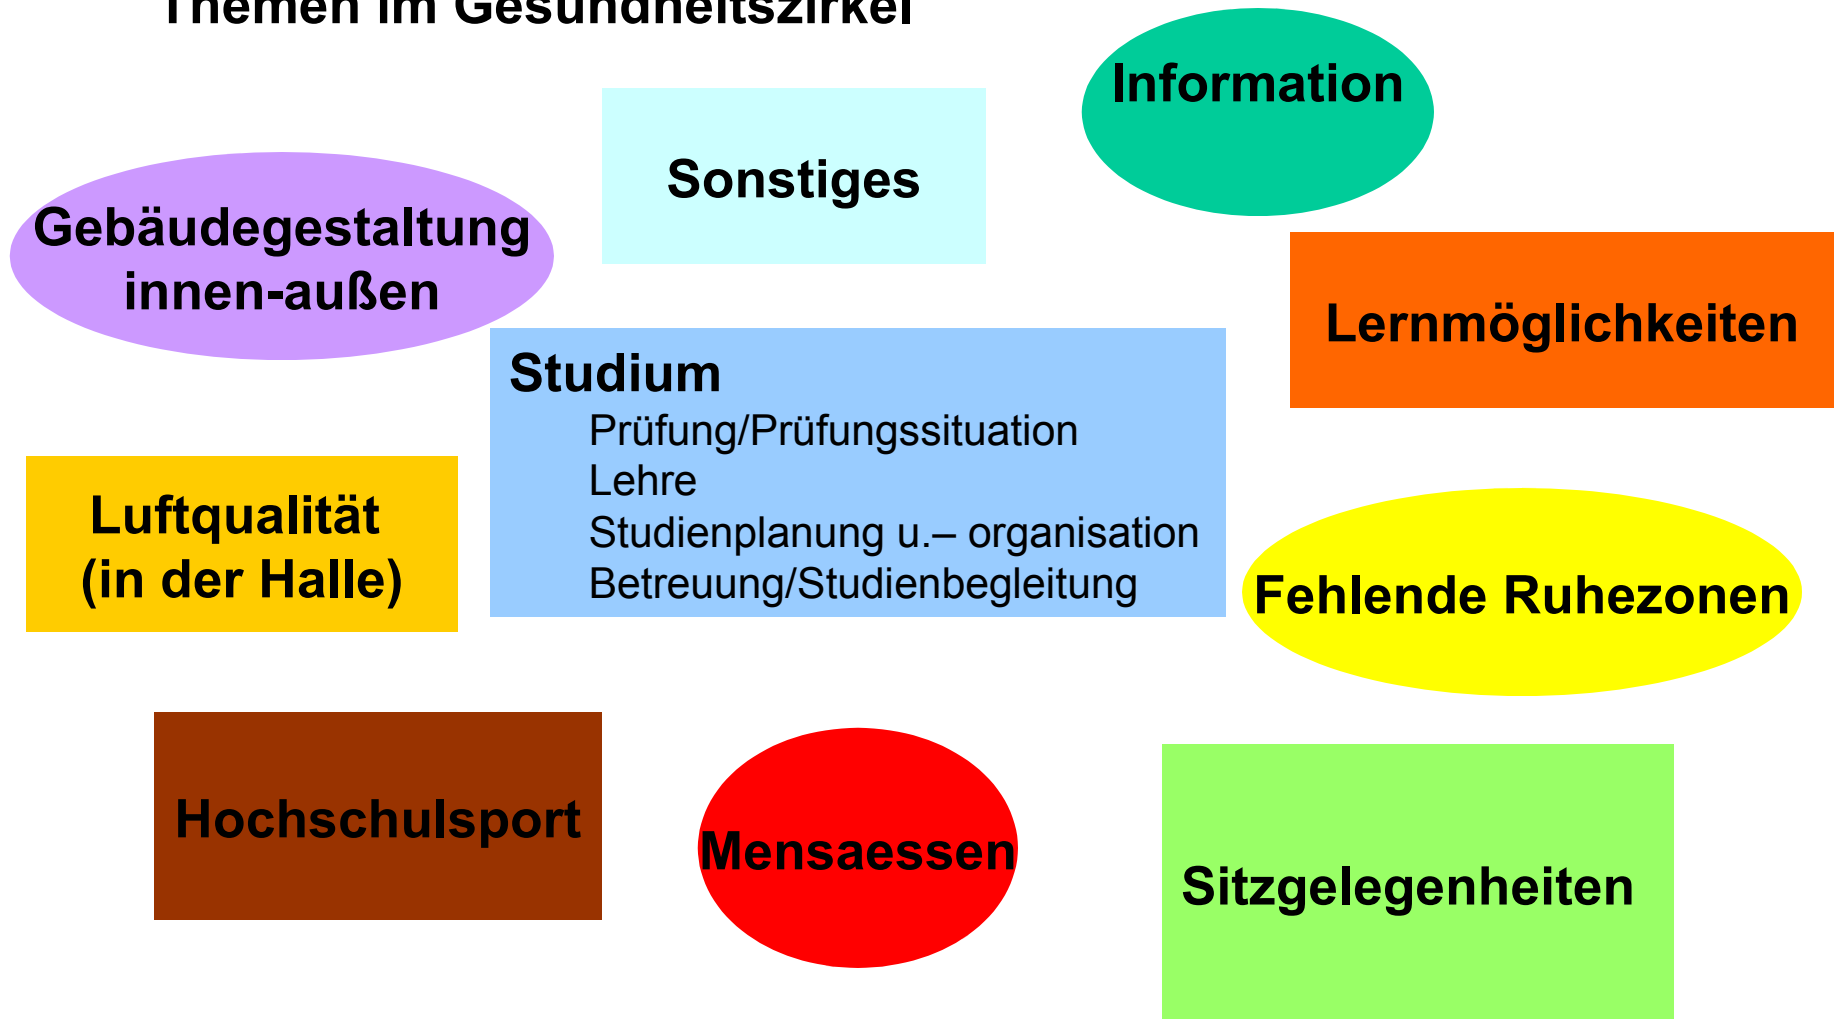 Themen im Gesundheitszirkel
Information
Sonstiges
Gebäudegestaltung
innen-außen
Lernmöglichkeiten
Studium
Prüfung/Prüfungssituation
Lehre
Studienplanung u.– organisation
Betreuung/Studienbegleitung
Luftqualität
(in der Halle)
Fehlende Ruhezonen
Hochschulsport
Mensaessen
Sitzgelegenheiten